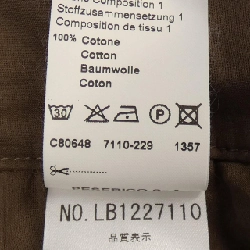 Composition 1
Stoffzusammensetzung 1
Composition de tissu 1
100% Cotone
Cotton
Baumwolle
Coton
30 P
C80648 7110-229 1357
NO.LB1227110
品質表示